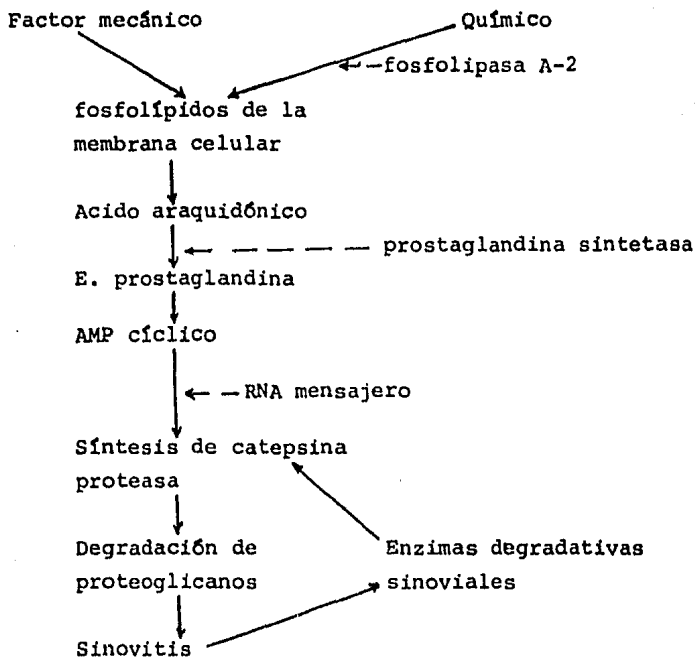 Factor mecánico
Químico
fosfolipasa A-2
fosfolípidos de la
membrana celular
Acido araquidónico
prostaglandina sintetasa
E. prostaglandina
AMP cíclico
RNA mensajero
Síntesis de catepsina
proteasa
Degradación de
proteoglicanos
Enzimas degradativas
sinoviales
Sinovitis